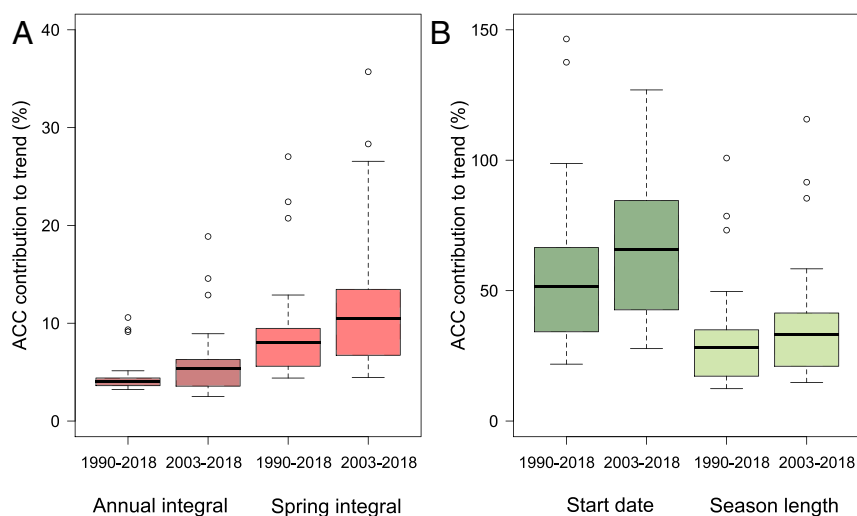 A
ACC contribution to trend (%)
40
30
20
10
0
1990-2018 2003-2018 1990-2018 2003-2018
Annual integral Spring integral
B
ACC contribution to trend (%)
150
100
50
0
1990-2018 2003-2018 1990-2018 2003-2018
Start date Season length